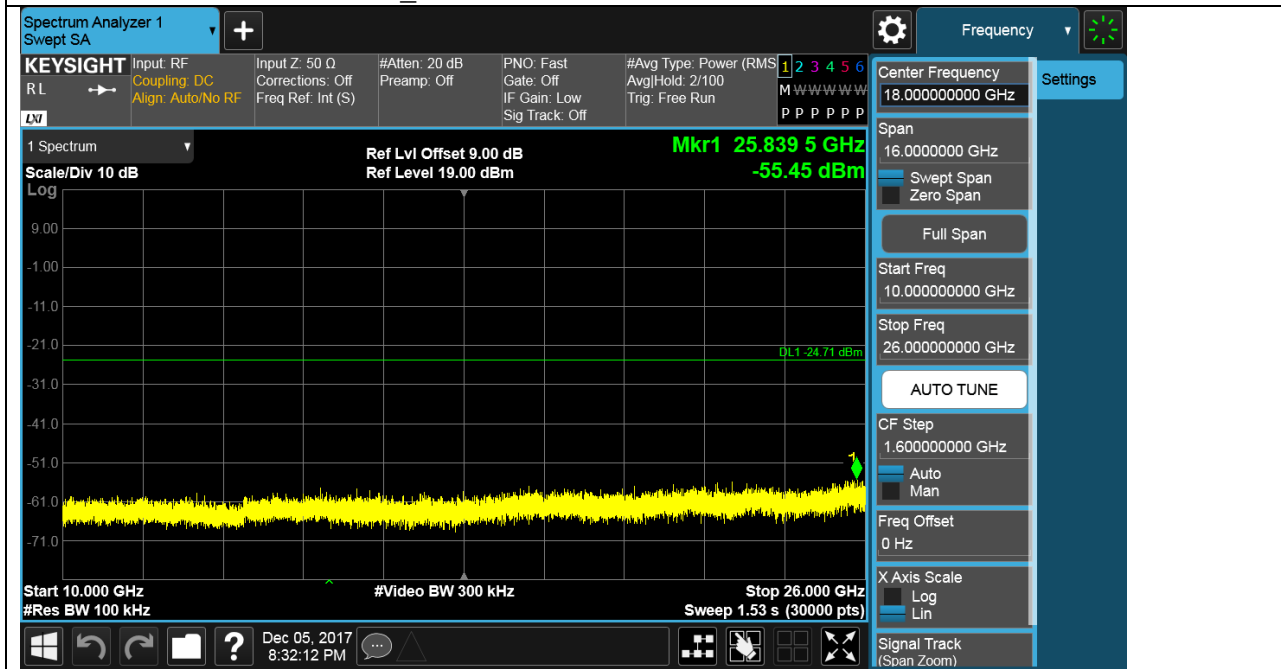 Spectrum Analyzer 1
Swept SA
Frequency
KEYSIGHT
R L
LXI
Input: RF
Coupling: DC
Align: Auto/No RF
Input Z: 50 Ω
Corrections: Off
Freq Ref: Int (S)
#Atten: 20 dB
Preamp: Off
PNO: Fast
Gate: Off
IF Gain: Low
Sig Track: Off
#Avg Type: Power (RMS
Avg|Hold: 2/100
Trig: Free Run
1 2 3 4 5 6
M W W W W W
P P P P P P
1 Spectrum
Scale/Div 10 dB
Log
Ref Lvl Offset 9.00 dB
Ref Level 19.00 dBm
Mkr1 25.839 5 GHz
-55.45 dBm
9.00
-1.00
-11.0
-21.0
DL1 -24.71 dBm
-31.0
-41.0
-51.0
1
-61.0
-71.0
Start 10.000 GHz
#Res BW 100 kHz
#Video BW 300 kHz
Stop 26.000 GHz
Sweep 1.53 s (30000 pts)
Center Frequency
18.000000000 GHz
Settings
Span
16.0000000 GHz
Swept Span
Zero Span
Full Span
Start Freq
10.000000000 GHz
Stop Freq
26.000000000 GHz
AUTO TUNE
CF Step
1.600000000 GHz
Auto
Man
Freq Offset
0 Hz
X Axis Scale
Log
Lin
Signal Track
(Span Zoom)
?
Dec 05, 2017
8:32:12 PM